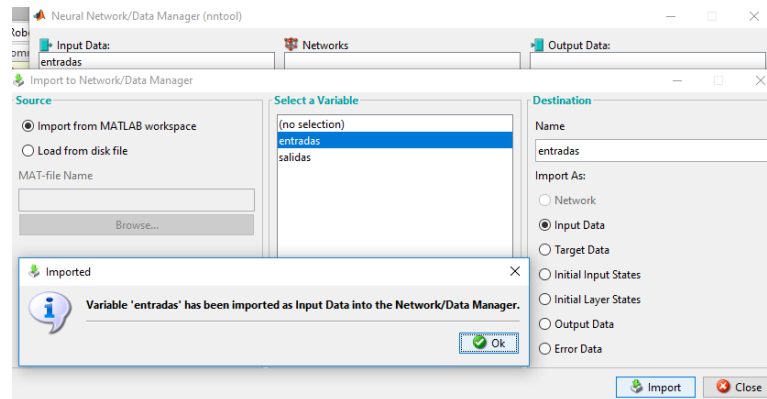 Neural Network/Data Manager (nntool)
Robo
Input Data:
Networks
Output Data:
entradas
Import to Network/Data Manager
Source
Select a Variable
Destination
Import from MATLAB workspace
(no selection)
Name
entradas
Load from disk file
salidas
entradas
MAT-file Name
Import As:
Network
Browse...
Input Data
Target Data
Imported
Initial Input States
Variable 'entradas' has been imported as Input Data into the Network/Data Manager.
Initial Layer States
Output Data
Ok
Error Data
Import
Close